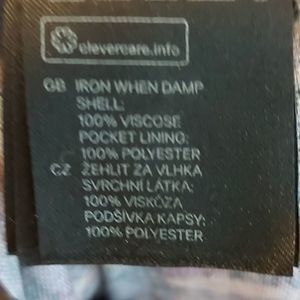 clevercare.info
GB IRON WHEN DAMP
SHELL:
100% VISCOSE
POCKET LINING:
100% POLYESTER
CZ ŽEHLIT ZA VLHKA
SVRCHNÍ LÁTKA:
100% VISKÓZA
PODŠÍVKA KAPSY:
100% POLYESTER